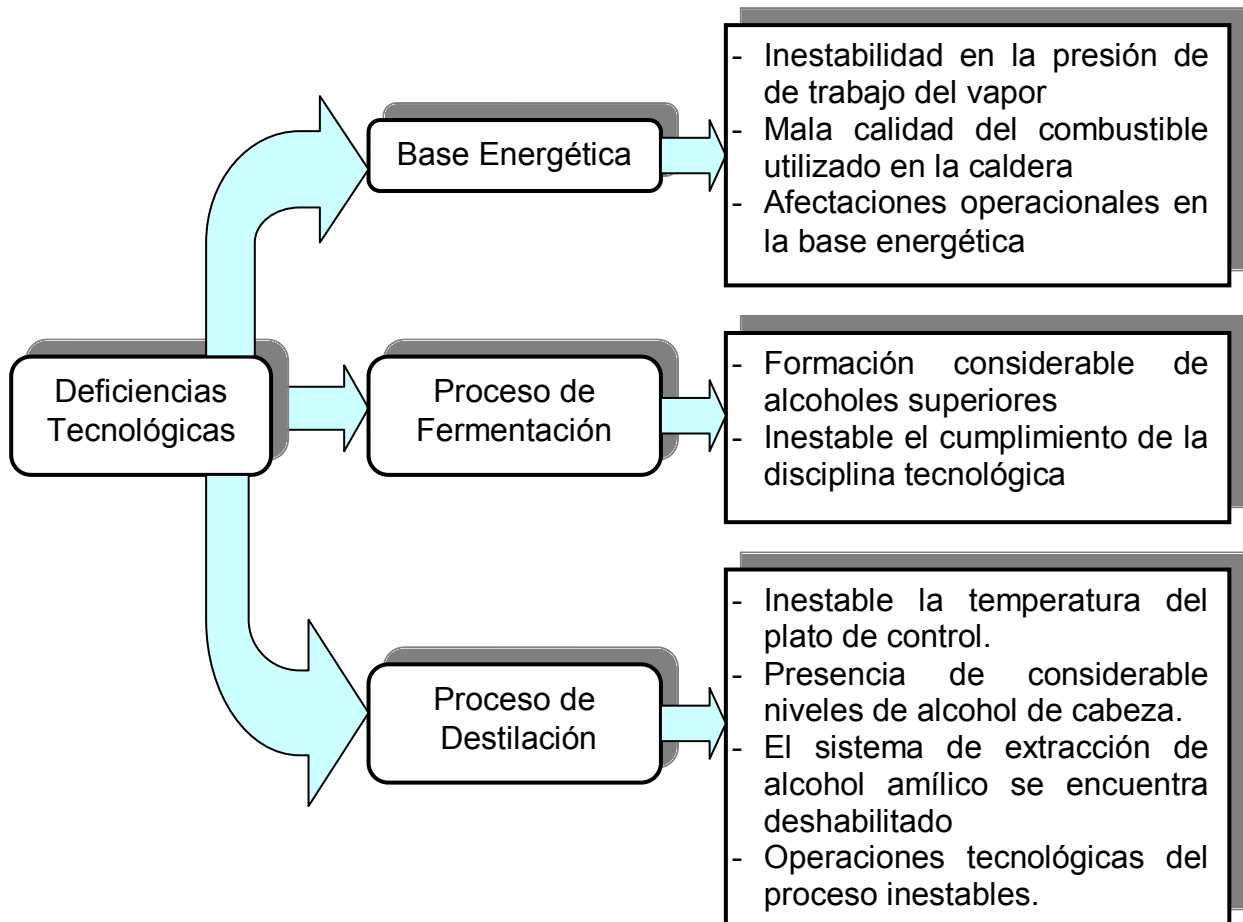 Deficiencias
Tecnológicas
Base Energética
- Inestabilidad en la presión de
de trabajo del vapor
- Mala calidad del combustible
utilizado en la caldera
- Afectaciones operacionales en
la base energética
Proceso de
Fermentación
- Formación considerable de
alcoholes superiores
- Inestable el cumplimiento de la
disciplina tecnológica
Proceso de
Destilación
- Inestable la temperatura del
plato de control.
- Presencia de considerable
niveles de alcohol de cabeza.
- El sistema de extracción de
alcohol amílico se encuentra
deshabilitado
- Operaciones tecnológicas del
proceso inestables.